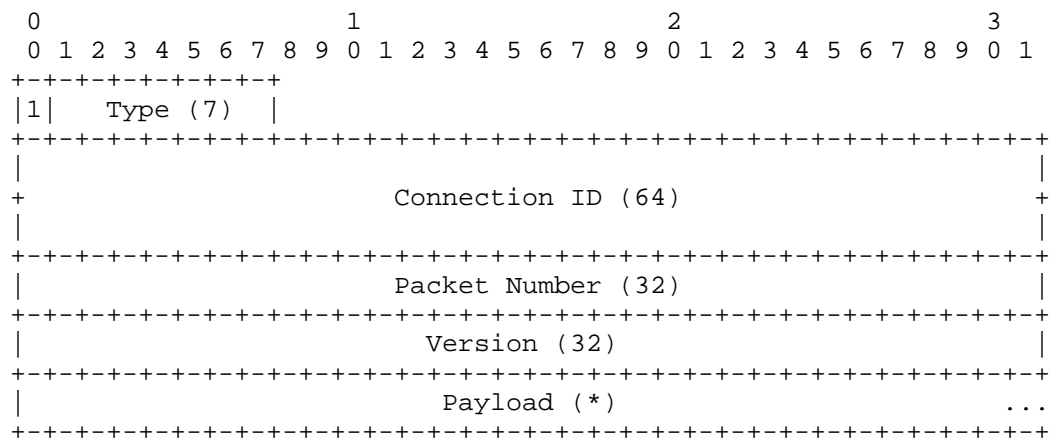 0                   1                   2                   3
 0 1 2 3 4 5 6 7 8 9 0 1 2 3 4 5 6 7 8 9 0 1 2 3 4 5 6 7 8 9 0 1
+-+-+-+-+-+-+-+-+
|1|   Type (7)  |
+-+-+-+-+-+-+-+-+-+-+-+-+-+-+-+-+-+-+-+-+-+-+-+-+-+-+-+-+-+-+-+-+
|                                                               |
+                       Connection ID (64)                      +
|                                                               |
+-+-+-+-+-+-+-+-+-+-+-+-+-+-+-+-+-+-+-+-+-+-+-+-+-+-+-+-+-+-+-+-+
|                       Packet Number (32)                      |
+-+-+-+-+-+-+-+-+-+-+-+-+-+-+-+-+-+-+-+-+-+-+-+-+-+-+-+-+-+-+-+-+
|                         Version (32)                          |
+-+-+-+-+-+-+-+-+-+-+-+-+-+-+-+-+-+-+-+-+-+-+-+-+-+-+-+-+-+-+-+-+
|                          Payload (*)                        ...
+-+-+-+-+-+-+-+-+-+-+-+-+-+-+-+-+-+-+-+-+-+-+-+-+-+-+-+-+-+-+-+-+